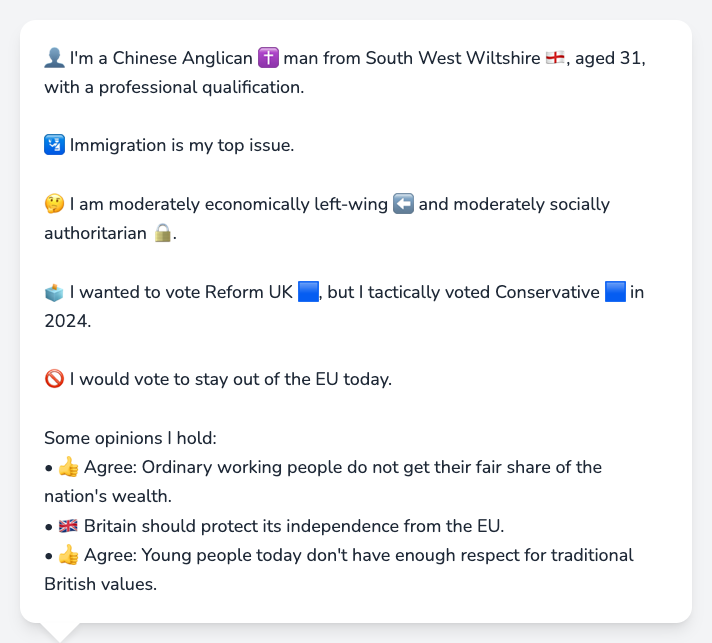 👤 I'm a Chinese Anglican ✝️ man from South West Wiltshire 🏴󠁧󠁢󠁥󠁮󠁧󠁿, aged 31,
with a professional qualification.
🛂 Immigration is my top issue.
🤔 I am moderately economically left-wing ⬅️ and moderately socially
authoritarian 🔒.
🗳️ I wanted to vote Reform UK 🟦, but I tactically voted Conservative 🟦 in
2024.
🚫 I would vote to stay out of the EU today.
Some opinions I hold:
• 👍 Agree: Ordinary working people do not get their fair share of the
nation's wealth.
• 🇬🇧 Britain should protect its independence from the EU.
• 👍 Agree: Young people today don't have enough respect for traditional
British values.